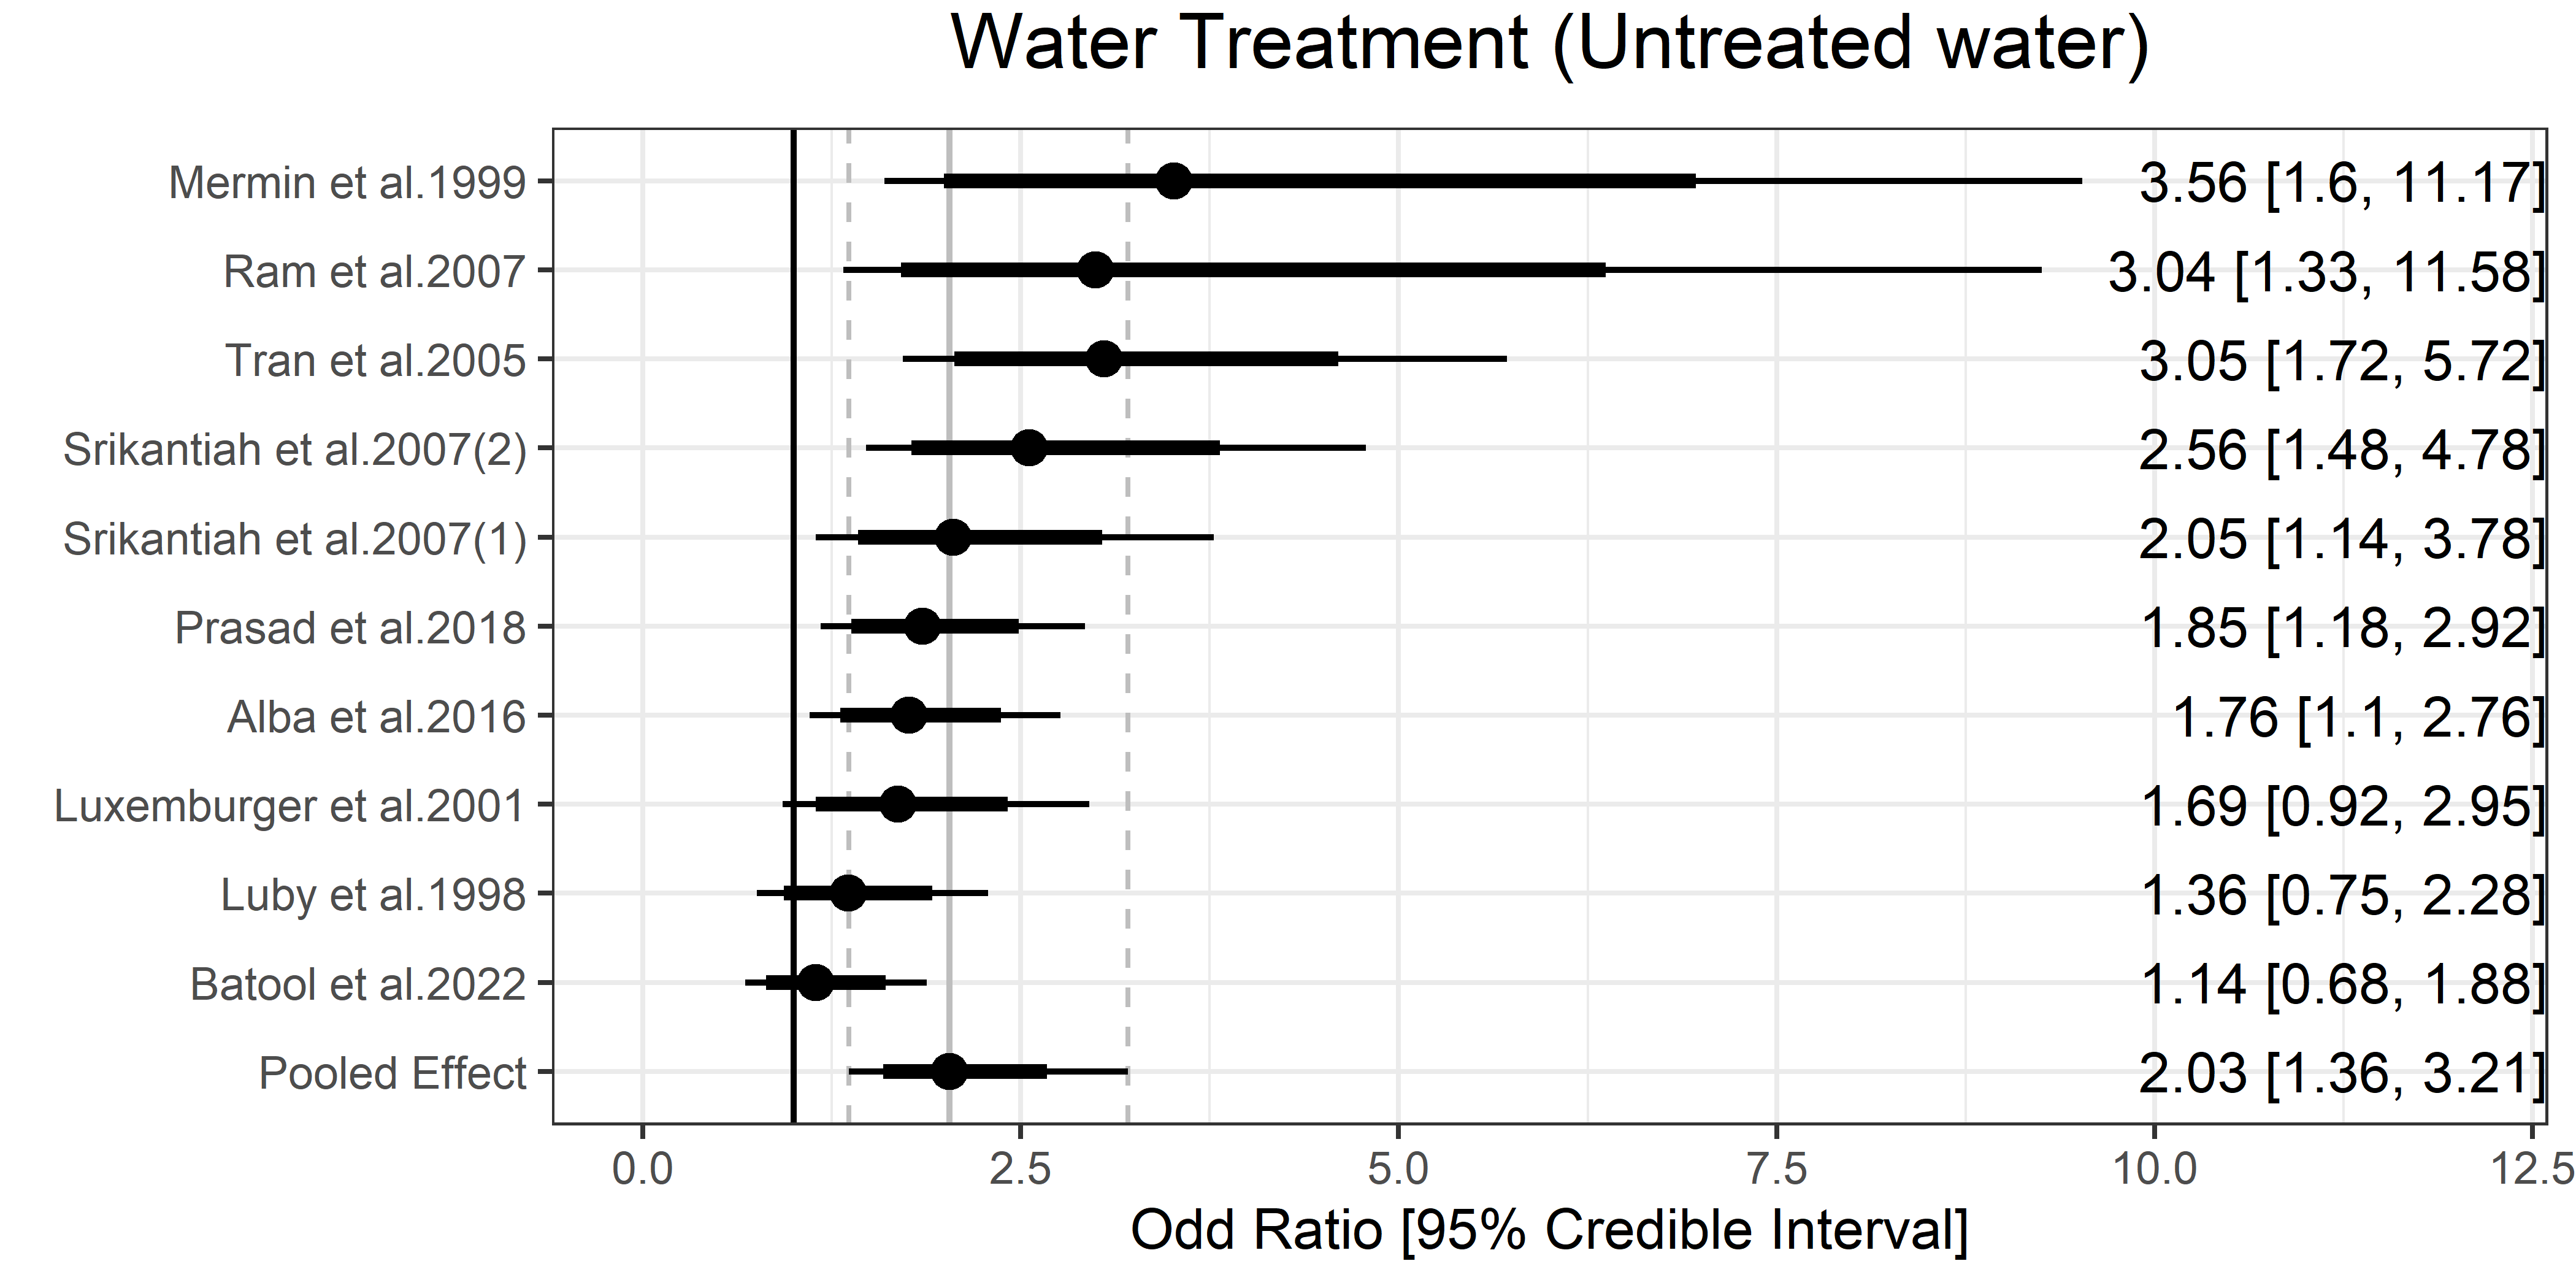 Water Treatment (Untreated water)
Mermin et al.1999 3.56 [1.6, 11.17]
Ram et al.2007 3.04 [1.33, 11.58]
Tran et al.2005 3.05 [1.72, 5.72]
Srikantiah et al.2007(2) 2.56 [1.48, 4.78]
Srikantiah et al.2007(1) 2.05 [1.14, 3.78]
Prasad et al.2018 1.85 [1.18, 2.92]
Alba et al.2016 1.76 [1.1, 2.76]
Luxemburger et al.2001 1.69 [0.92, 2.95]
Luby et al.1998 1.36 [0.75, 2.28]
Batool et al.2022 1.14 [0.68, 1.88]
Pooled Effect 2.03 [1.36, 3.21]
0.0 2.5 5.0 7.5 10.0 12.5
Odd Ratio [95% Credible Interval]